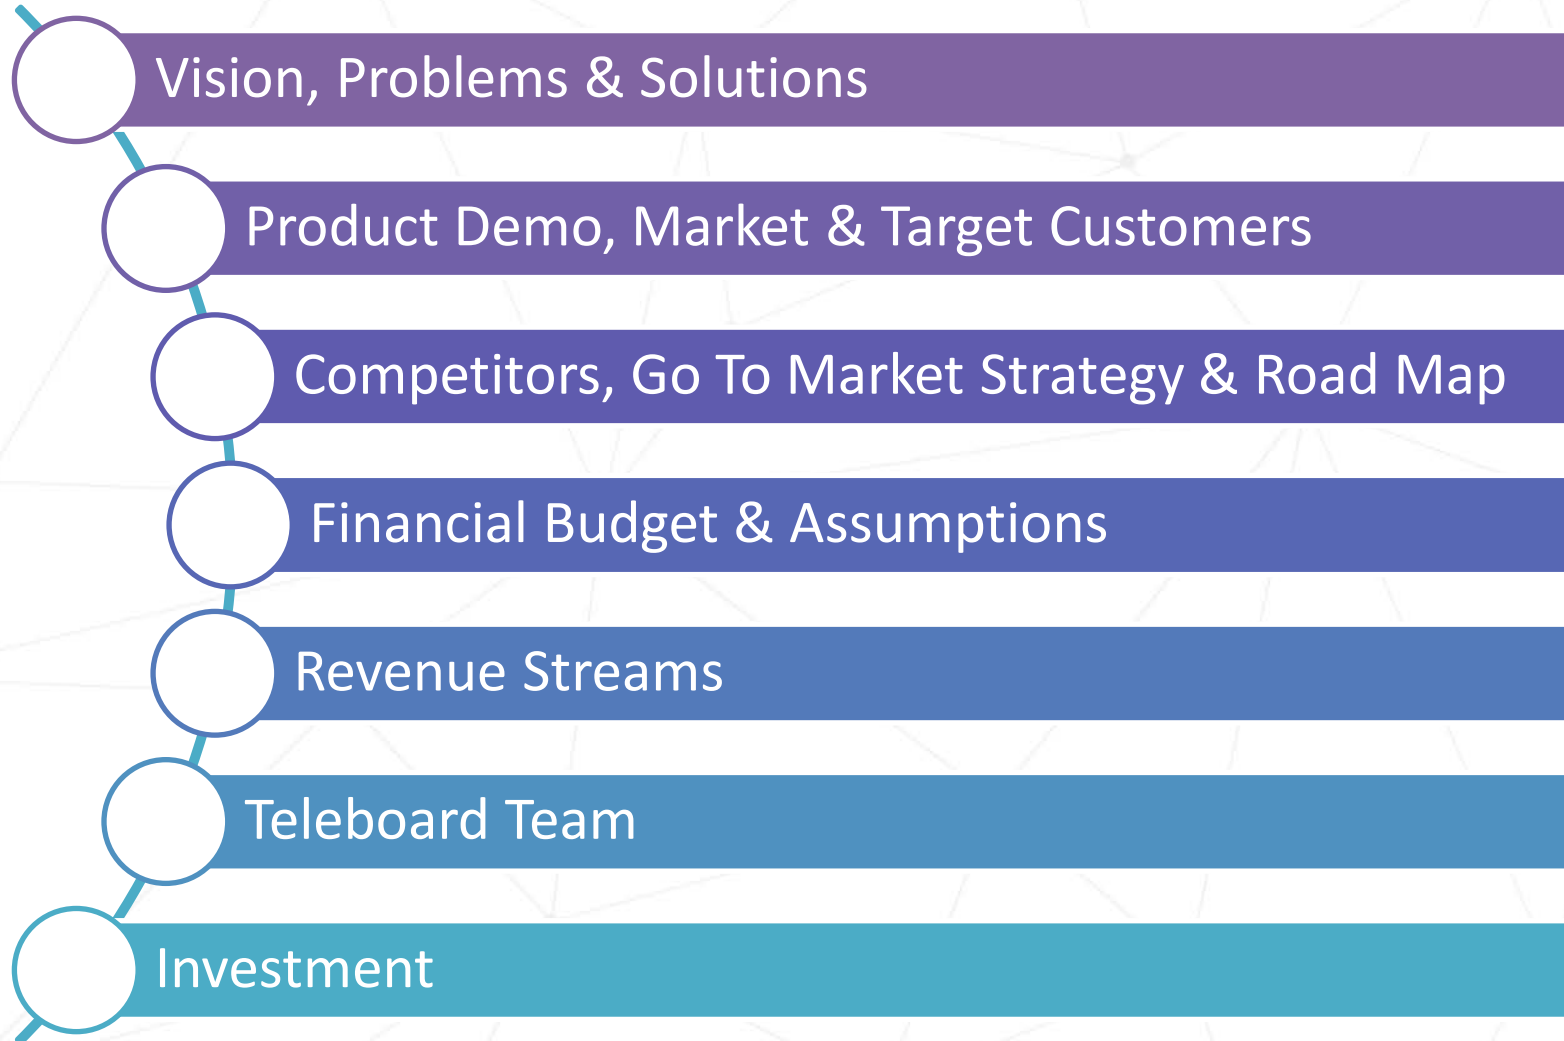 Vision, Problems & Solutions
Product Demo, Market & Target Customers
Competitors, Go To Market Strategy & Road Map
Financial Budget & Assumptions
Revenue Streams
Teleboard Team
Investment